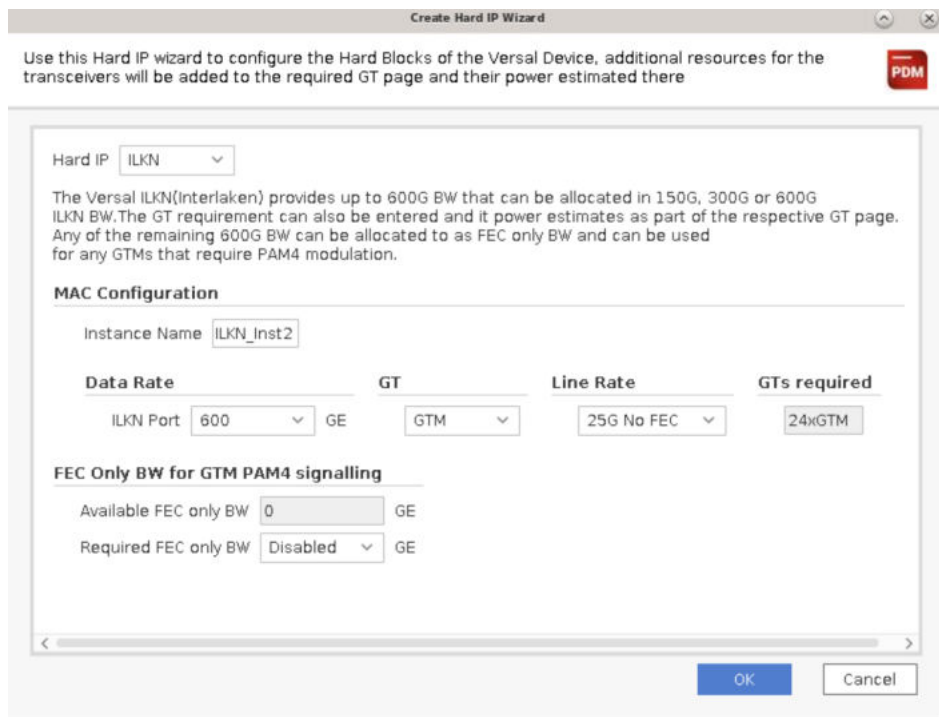 Create Hard IP Wizard
Use this Hard IP wizard to configure the Hard Blocks of the Versal Device, additional resources for the
transceivers will be added to the required GT page and their power estimated there
PDM
Hard IP ILKN
The Versal ILKN(Interlaken) provides up to 600G BW that can be allocated in 150G, 300G or 600G
ILKN BW.The GT requirement can also be entered and it power estimates as part of the respective GT page.
Any of the remaining 600G BW can be allocated to as FEC only BW and can be used
for any GTMs that require PAM4 modulation.
MAC Configuration
Instance Name ILKN_Inst2
Data Rate GT Line Rate GTs required
ILKN Port 600 GE GTM 25G No FEC 24xGTM
FEC Only BW for GTM PAM4 signalling
Available FEC only BW 0 GE
Required FEC only BW Disabled GE
OK Cancel